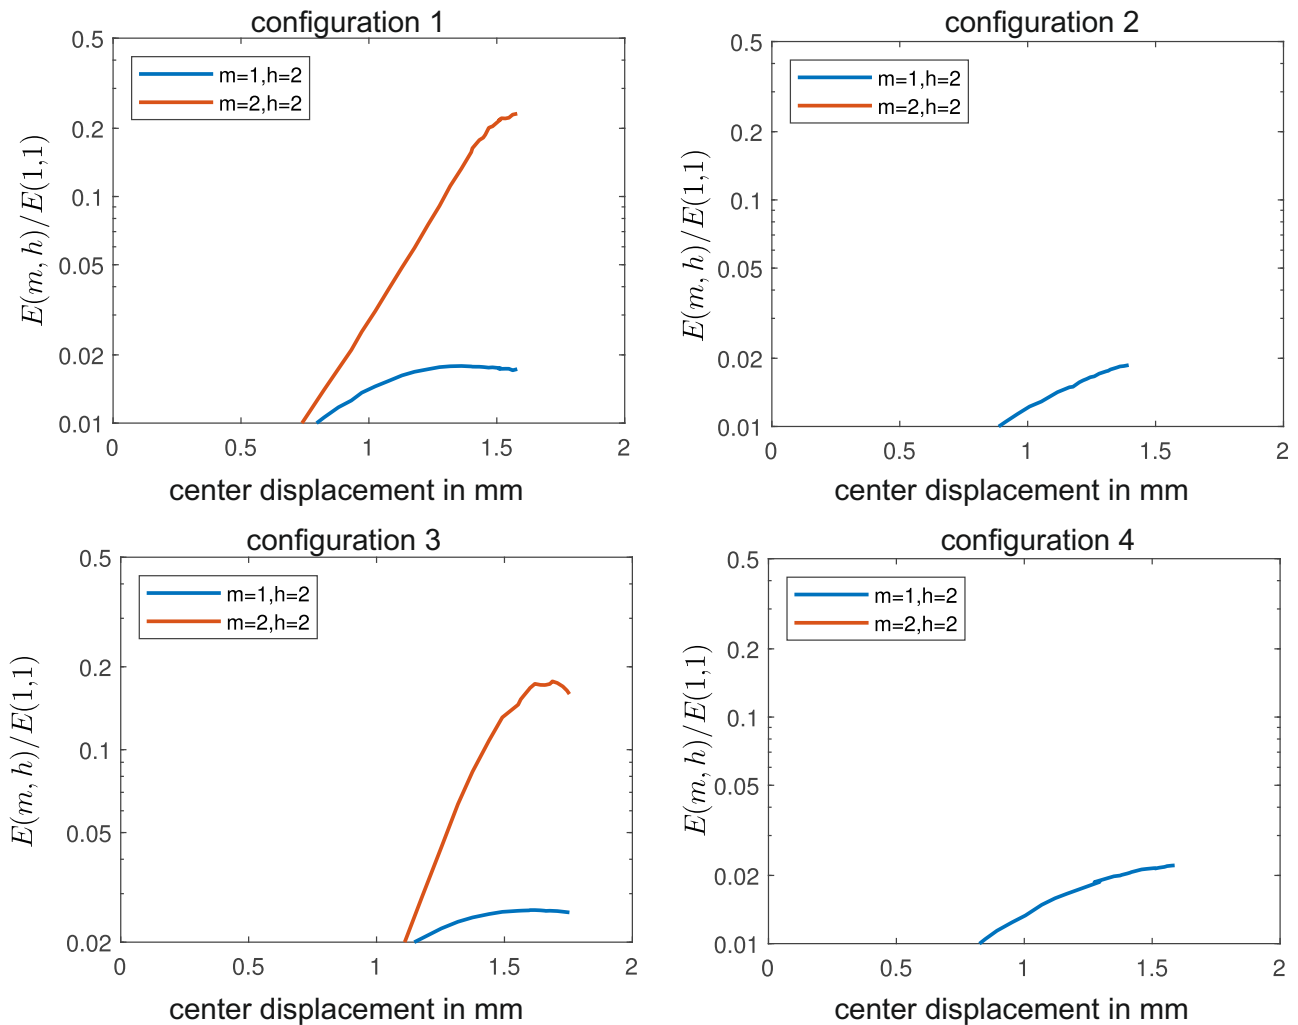 configuration 1
0.5
m=1,h=2
m=2,h=2
0.2
0.1
0.05
0.02
0.01
E(m, h)/E(1,1)
0 0.5 1 1.5 2
center displacement in mm
configuration 2
0.5
m=1,h=2
m=2,h=2
0.2
0.1
0.05
0.02
0.01
E(m, h)/E(1,1)
0 0.5 1 1.5 2
center displacement in mm
configuration 3
0.5
m=1,h=2
m=2,h=2
0.2
0.1
0.05
0.02
E(m, h)/E(1,1)
0 0.5 1 1.5 2
center displacement in mm
configuration 4
0.5
m=1,h=2
m=2,h=2
0.2
0.1
0.05
0.02
0.01
E(m, h)/E(1,1)
0 0.5 1 1.5 2
center displacement in mm